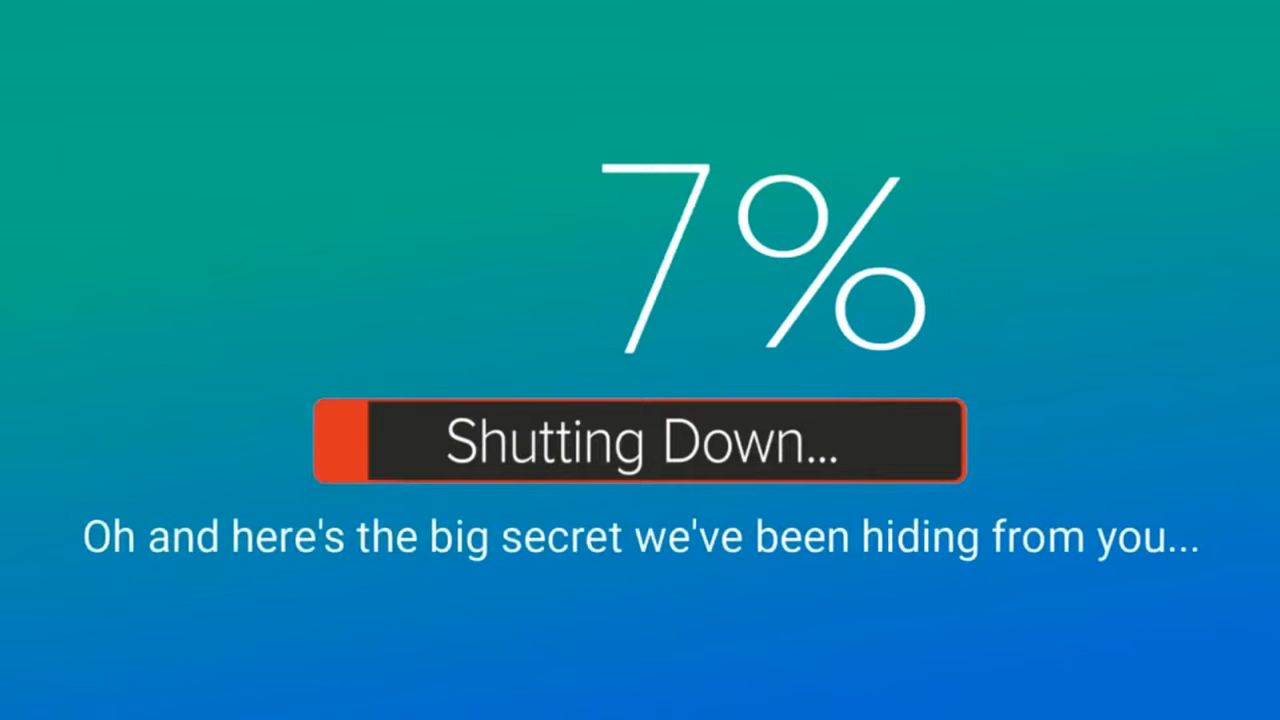 7%
Shutting Down...
Oh and here's the big secret we've been hiding from you...